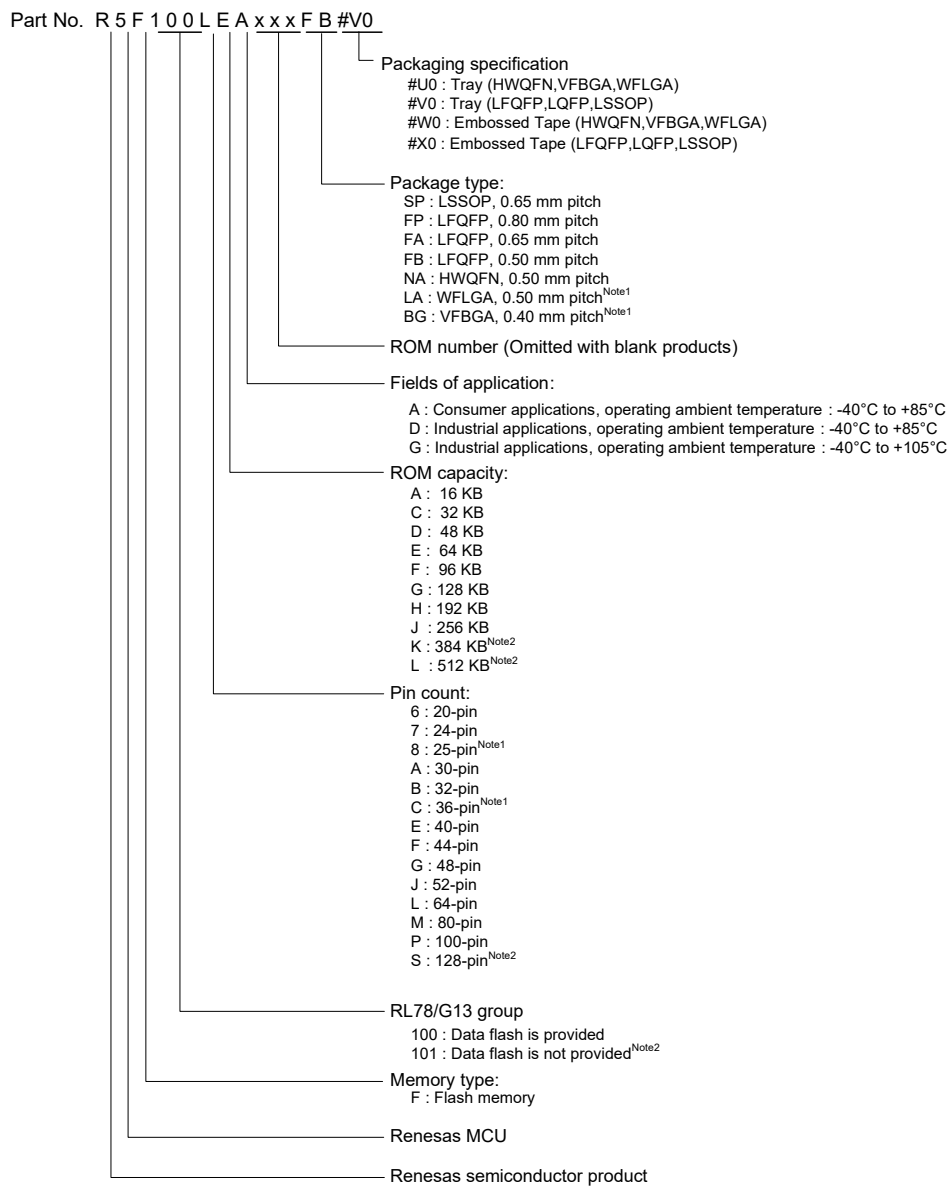 Part No. R 5 F 1 0 0 L E A x x x F B #V0
Packaging specification
#U0 : Tray (HWQFN,VFBGA,WFLGA)
#V0 : Tray (LFQFP,LQFP,LSSOP)
#W0 : Embossed Tape (HWQFN,VFBGA,WFLGA)
#X0 : Embossed Tape (LFQFP,LQFP,LSSOP)
Package type:
SP : LSSOP, 0.65 mm pitch
FP : LFQFP, 0.80 mm pitch
FA : LFQFP, 0.65 mm pitch
FB : LFQFP, 0.50 mm pitch
NA : HWQFN, 0.50 mm pitch
LA : WFLGA, 0.50 mm pitchNote1
BG : VFBGA, 0.40 mm pitchNote1
ROM number (Omitted with blank products)
Fields of application:
A : Consumer applications, operating ambient temperature : -40°C to +85°C
D : Industrial applications, operating ambient temperature : -40°C to +85°C
G : Industrial applications, operating ambient temperature : -40°C to +105°C
ROM capacity:
A : 16 KB
C : 32 KB
D : 48 KB
E : 64 KB
F : 96 KB
G : 128 KB
H : 192 KB
J : 256 KB
K : 384 KBNote2
L : 512 KBNote2
Pin count:
6 : 20-pin
7 : 24-pin
8 : 25-pinNote1
A : 30-pin
B : 32-pin
C : 36-pinNote1
E : 40-pin
F : 44-pin
G : 48-pin
J : 52-pin
L : 64-pin
M : 80-pin
P : 100-pin
S : 128-pinNote2
RL78/G13 group
100 : Data flash is provided
101 : Data flash is not providedNote2
Memory type:
F : Flash memory
Renesas MCU
Renesas semiconductor product